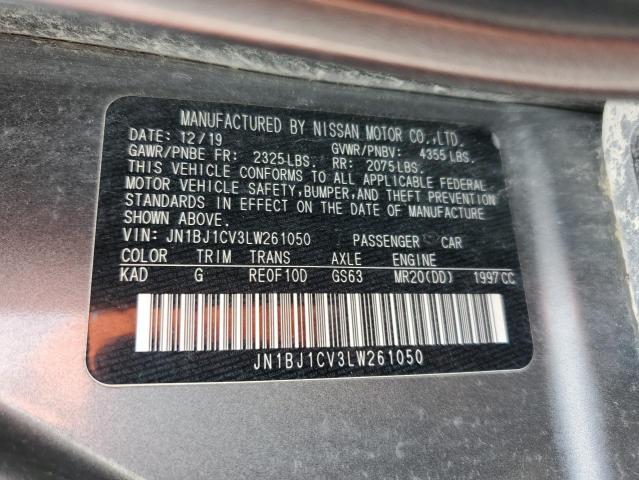 MANUFACTURED BY NISSAN MOTOR CO.,LTD.
DATE: 12/19 GVWR/PNBV: 4355 LBS.
GAWR/PNBE FR: 2325LBS. RR: 2075LBS.
THIS VEHICLE CONFORMS TO ALL APPLICABLE FEDERAL
MOTOR VEHICLE SAFETY,BUMPER,AND THEFT PREVENTION
STANDARDS IN EFFECT ON THE DATE OF MANUFACTURE
SHOWN ABOVE.
VIN: JN1BJ1CV3LW261050 PASSENGER CAR
COLOR TRIM TRANS AXLE ENGINE
KAD G RE0F10D GS63 MR20(DD) 1997CC
JN1BJ1CV3LW261050